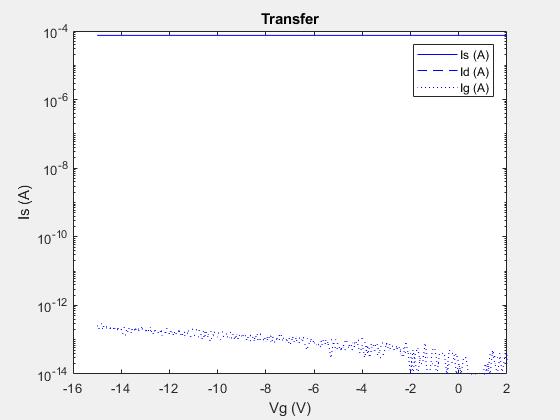 Transfer
10^-4
10^-6
10^-8
10^-10
10^-12
10^-14
Is (A)
Is (A)
Id (A)
Ig (A)
-16 -14 -12 -10 -8 -6 -4 -2 0 2
Vg (V)